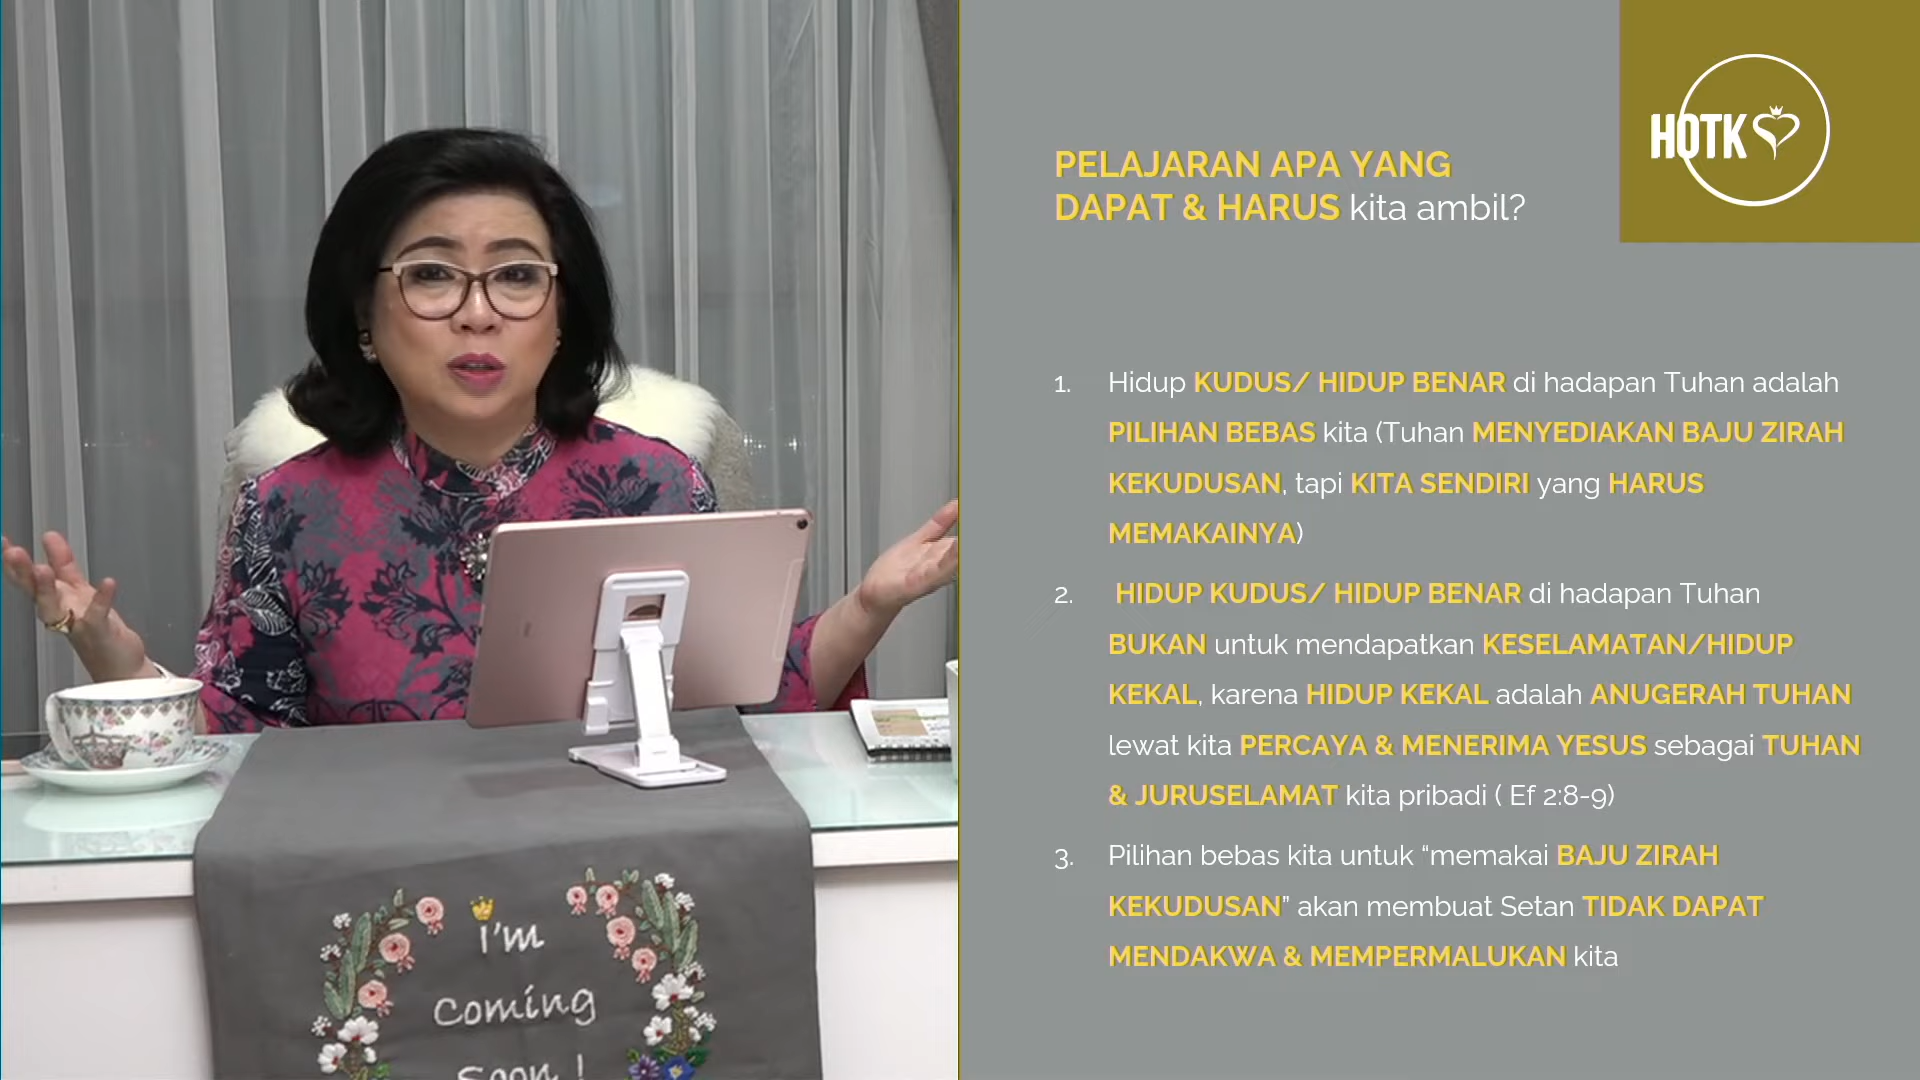 HOTK
PELAJARAN APA YANG
DAPAT & HARUS kita ambil?
1. Hidup KUDUS/ HIDUP BENAR di hadapan Tuhan adalah
PILIHAN BEBAS kita (Tuhan MENYEDIAKAN BAJU ZIRAH
KEKUDUSAN, tapi KITA SENDIRI yang HARUS
MEMAKAINYA)
2. HIDUP KUDUS/ HIDUP BENAR di hadapan Tuhan
BUKAN untuk mendapatkan KESELAMATAN/HIDUP
KEKAL, karena HIDUP KEKAL adalah ANUGERAH TUHAN
lewat kita PERCAYA & MENERIMA YESUS sebagai TUHAN
& JURUSELAMAT kita pribadi ( Ef 2:8-9)
3. Pilihan bebas kita untuk “memakai BAJU ZIRAH
KEKUDUSAN” akan membuat Setan TIDAK DAPAT
MENDAKWA & MEMPERMALUKAN kita
I'm
Coming
Soon !